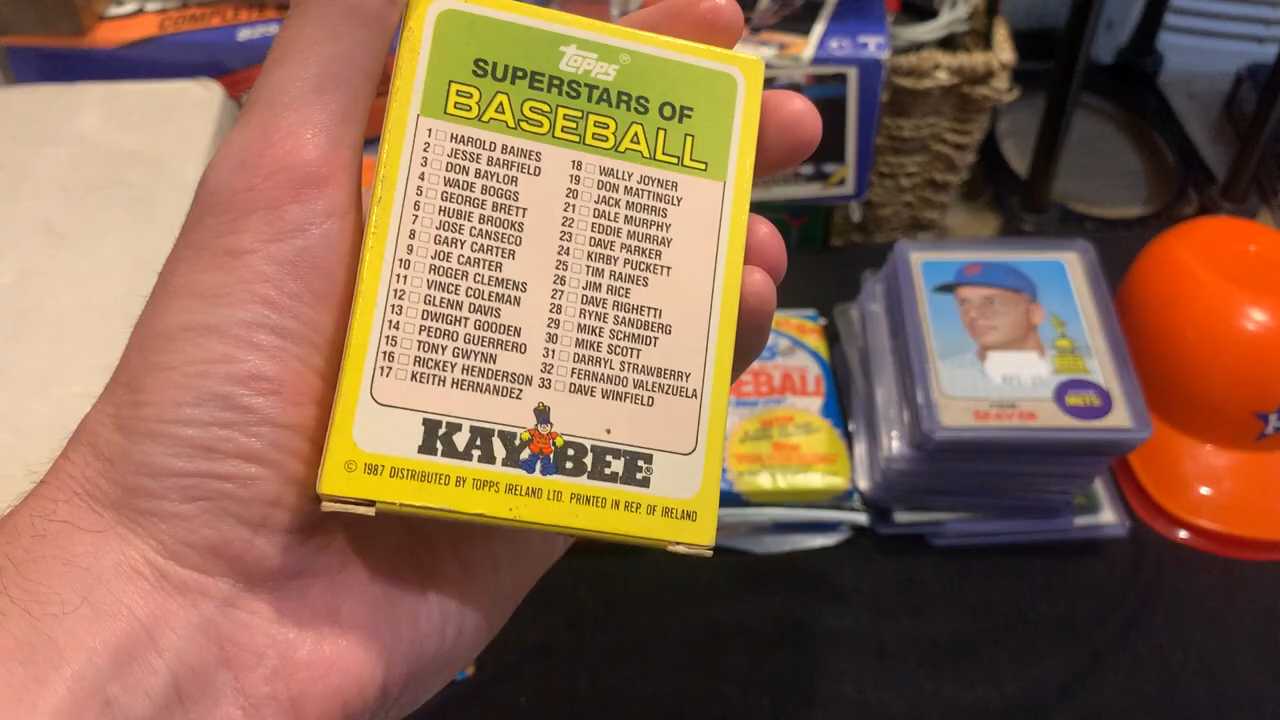 COMPLETE
topps®
SUPERSTARS OF
BASEBALL
1 HAROLD BAINES
2 JESSE BARFIELD
3 DON BAYLOR
4 WADE BOGGS
5 GEORGE BRETT
6 HUBIE BROOKS
7 JOSE CANSECO
8 GARY CARTER
9 JOE CARTER
10 ROGER CLEMENS
11 VINCE COLEMAN
12 GLENN DAVIS
13 DWIGHT GOODEN
14 PEDRO GUERRERO
15 TONY GWYNN
16 RICKEY HENDERSON
17 KEITH HERNANDEZ
18 WALLY JOYNER
19 DON MATTINGLY
20 JACK MORRIS
21 DALE MURPHY
22 EDDIE MURRAY
23 DAVE PARKER
24 KIRBY PUCKETT
25 TIM RAINES
26 JIM RICE
27 DAVE RIGHETTI
28 RYNE SANDBERG
29 MIKE SCHMIDT
30 MIKE SCOTT
31 DARRYL STRAWBERRY
32 FERNANDO VALENZUELA
33 DAVE WINFIELD
KAY BEE®
© 1987 DISTRIBUTED BY TOPPS IRELAND LTD. PRINTED IN REP. OF IRELAND
EBALL
SEAVER
METS